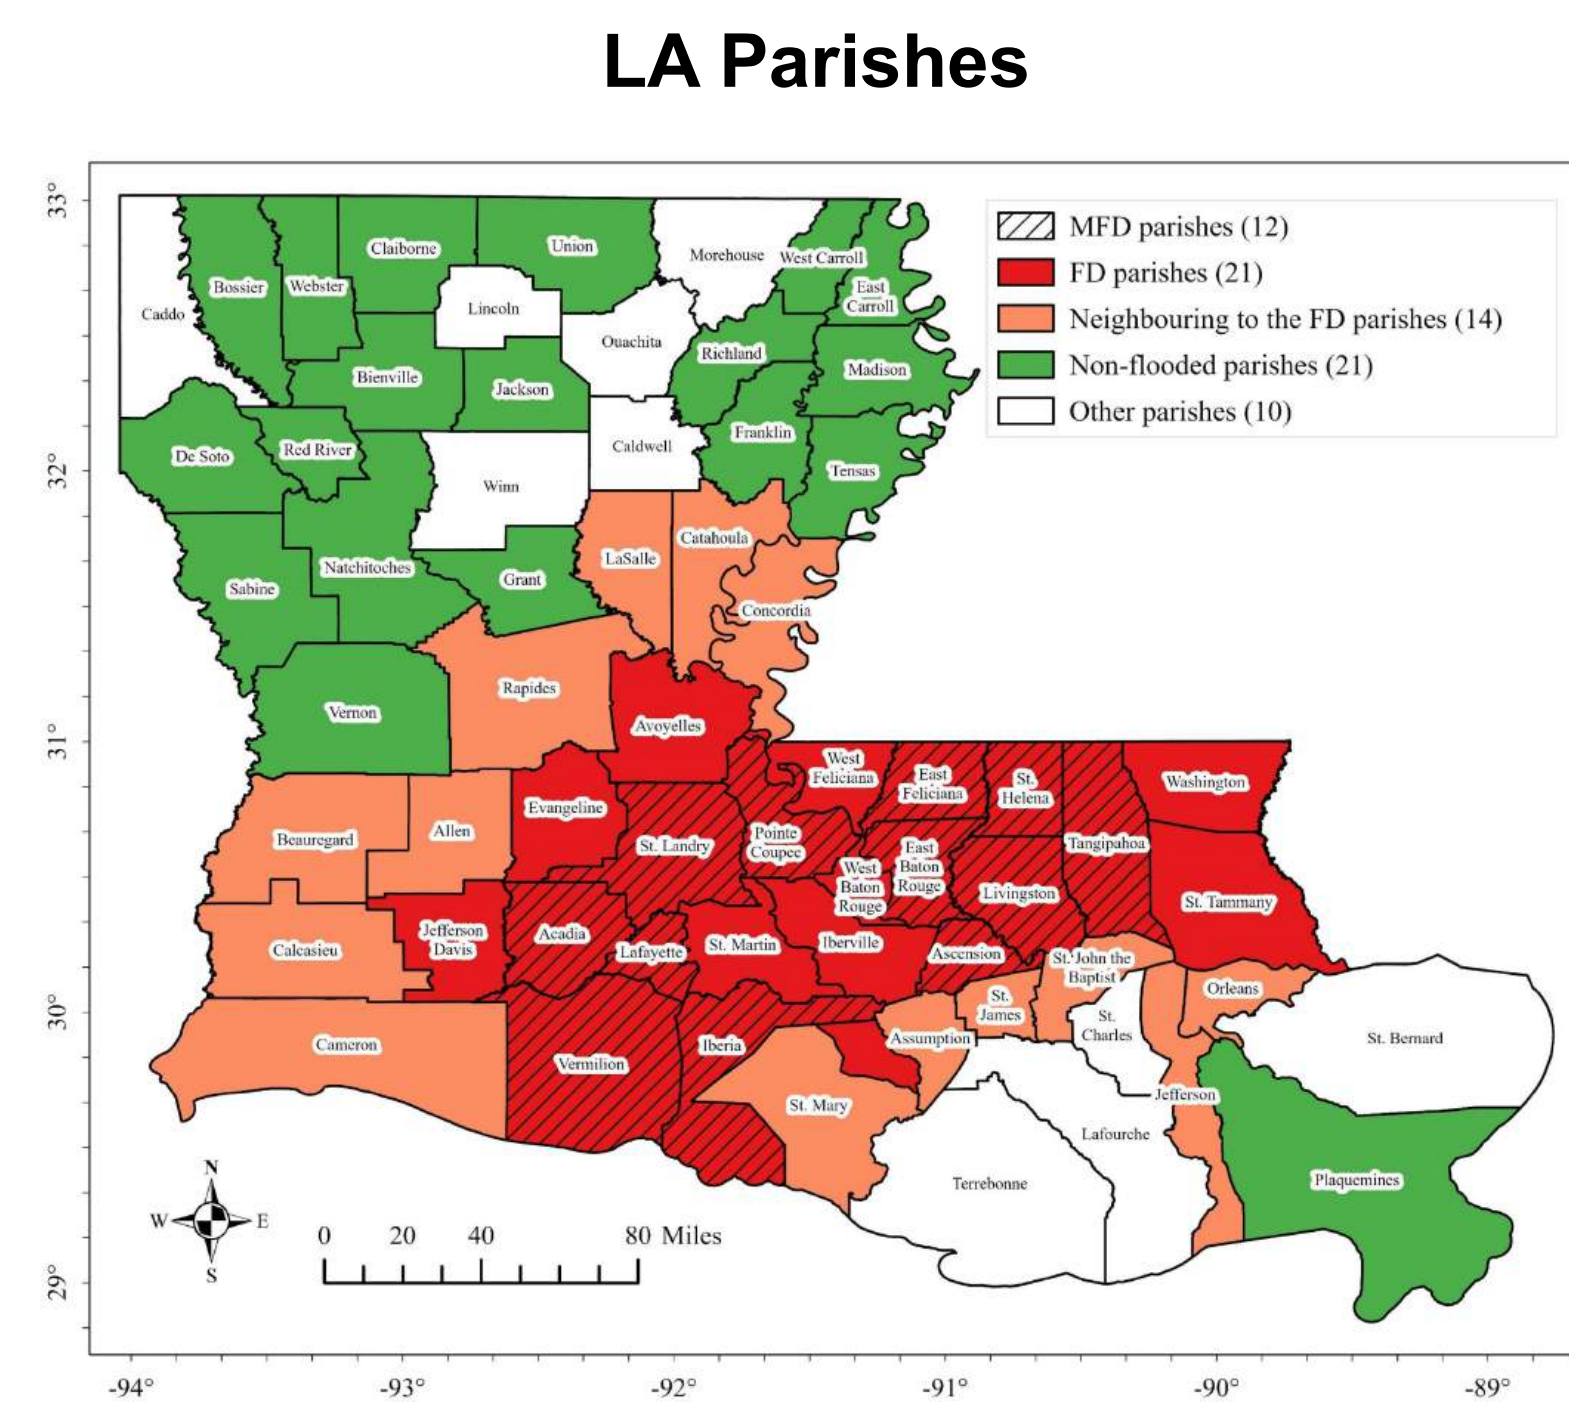 LA Parishes
33°
32°
31°
30°
29°
MFD parishes (12)
FD parishes (21)
Neighbouring to the FD parishes (14)
Non-flooded parishes (21)
Other parishes (10)
Caddo
Bossier
Webster
Claiborne
Union
Lincoln
Morehouse
West Carroll
East
Carroll
Ouachita
Richland
Madison
Bienville
Jackson
De Soto
Red River
Winn
Caldwell
Franklin
Tensas
Sabine
Natchitoches
Grant
LaSalle
Catahoula
Concordia
Vernon
Rapides
Avoyelles
Beauregard
Allen
Evangeline
St. Landry
Pointe
Coupee
West
Feliciana
East
Feliciana
St.
Helena
Tangipahoa
Washington
West
Baton
Rouge
East
Baton
Rouge
Livingston
St. Tammany
Calcasieu
Jefferson
Davis
Acadia
Lafayette
St. Martin
Iberville
Ascension
St. John the
Baptist
Orleans
St.
James
St.
Charles
St. Bernard
Cameron
Vermilion
Iberia
Assumption
St. Mary
Jefferson
Lafourche
Terrebonne
Plaquemines
N
W
E
S
0 20 40 80 Miles
-94° -93° -92° -91° -90° -89°